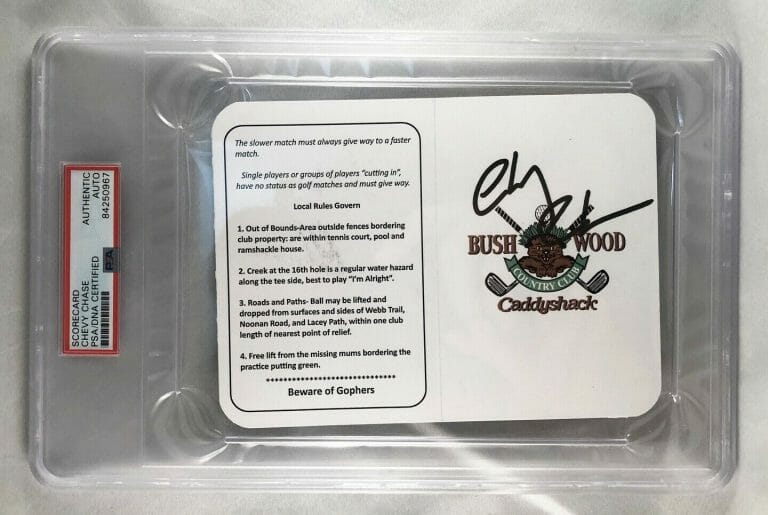 SCORECARD
CHEVY CHASE
PSA/DNA CERTIFIED
AUTHENTIC
AUTO
84250967
PSA
The slower match must always give way to a faster
match.
Single players or groups of players “cutting in”,
have no status as golf matches and must give way.
Local Rules Govern
1. Out of Bounds-Area outside fences bordering
club property: are within tennis court, pool and
ramshackle house.
2. Creek at the 16th hole is a regular water hazard
along the tee side, best to play “I’m Alright”.
3. Roads and Paths- Ball may be lifted and
dropped from surfaces and sides of Webb Trail,
Noonan Road, and Lacey Path, within one club
length of nearest point of relief.
4. Free lift from the missing mums bordering the
practice putting green.
******************************
Beware of Gophers
BUSH WOOD
COUNTRY CLUB
Caddyshack